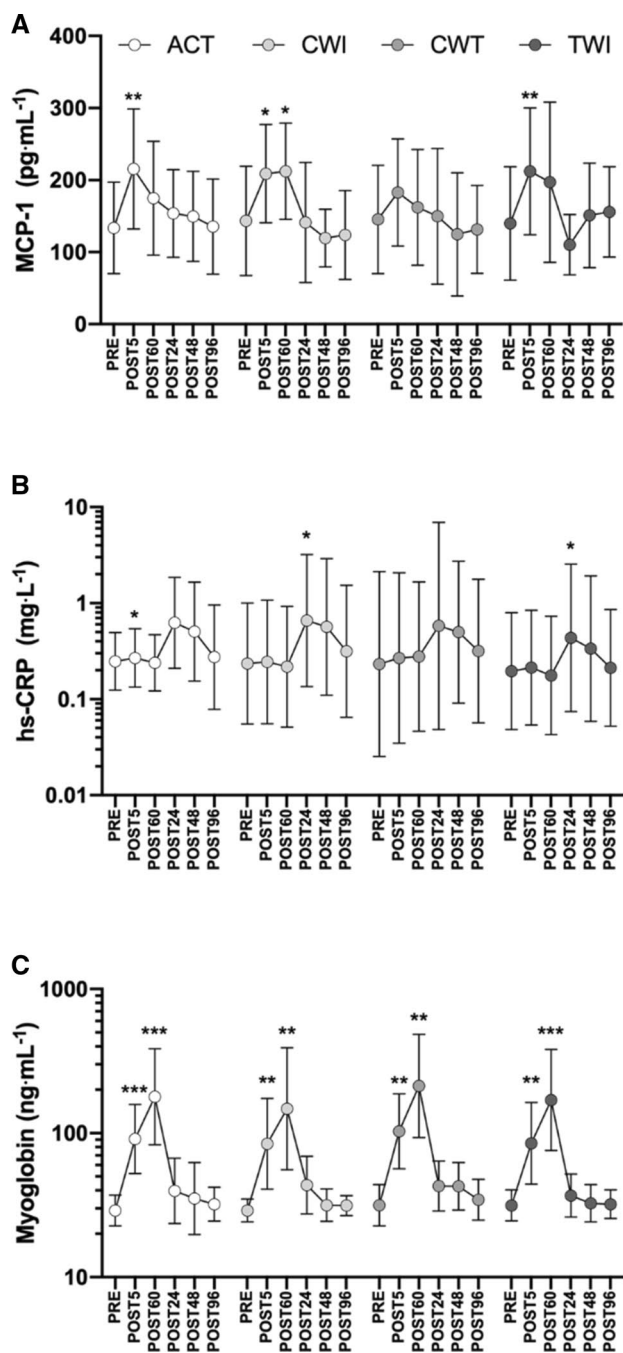 A
400
ACT CWI CWT TWI
** * * **
300
200
100
0
MCP-1 (pg·mL⁻¹)
PRE POST5 POST60 POST24 POST48 POST96 PRE POST5 POST60 POST24 POST48 POST96 PRE POST5 POST60 POST24 POST48 POST96 PRE POST5 POST60 POST24 POST48 POST96
B
10
* * *
1
0.1
0.01
hs-CRP (mg·L⁻¹)
PRE POST5 POST60 POST24 POST48 POST96 PRE POST5 POST60 POST24 POST48 POST96 PRE POST5 POST60 POST24 POST48 POST96 PRE POST5 POST60 POST24 POST48 POST96
C
1000
*** ** ** ***
*** ** ** **
100
10
Myoglobin (ng·mL⁻¹)
PRE POST5 POST60 POST24 POST48 POST96 PRE POST5 POST60 POST24 POST48 POST96 PRE POST5 POST60 POST24 POST48 POST96 PRE POST5 POST60 POST24 POST48 POST96